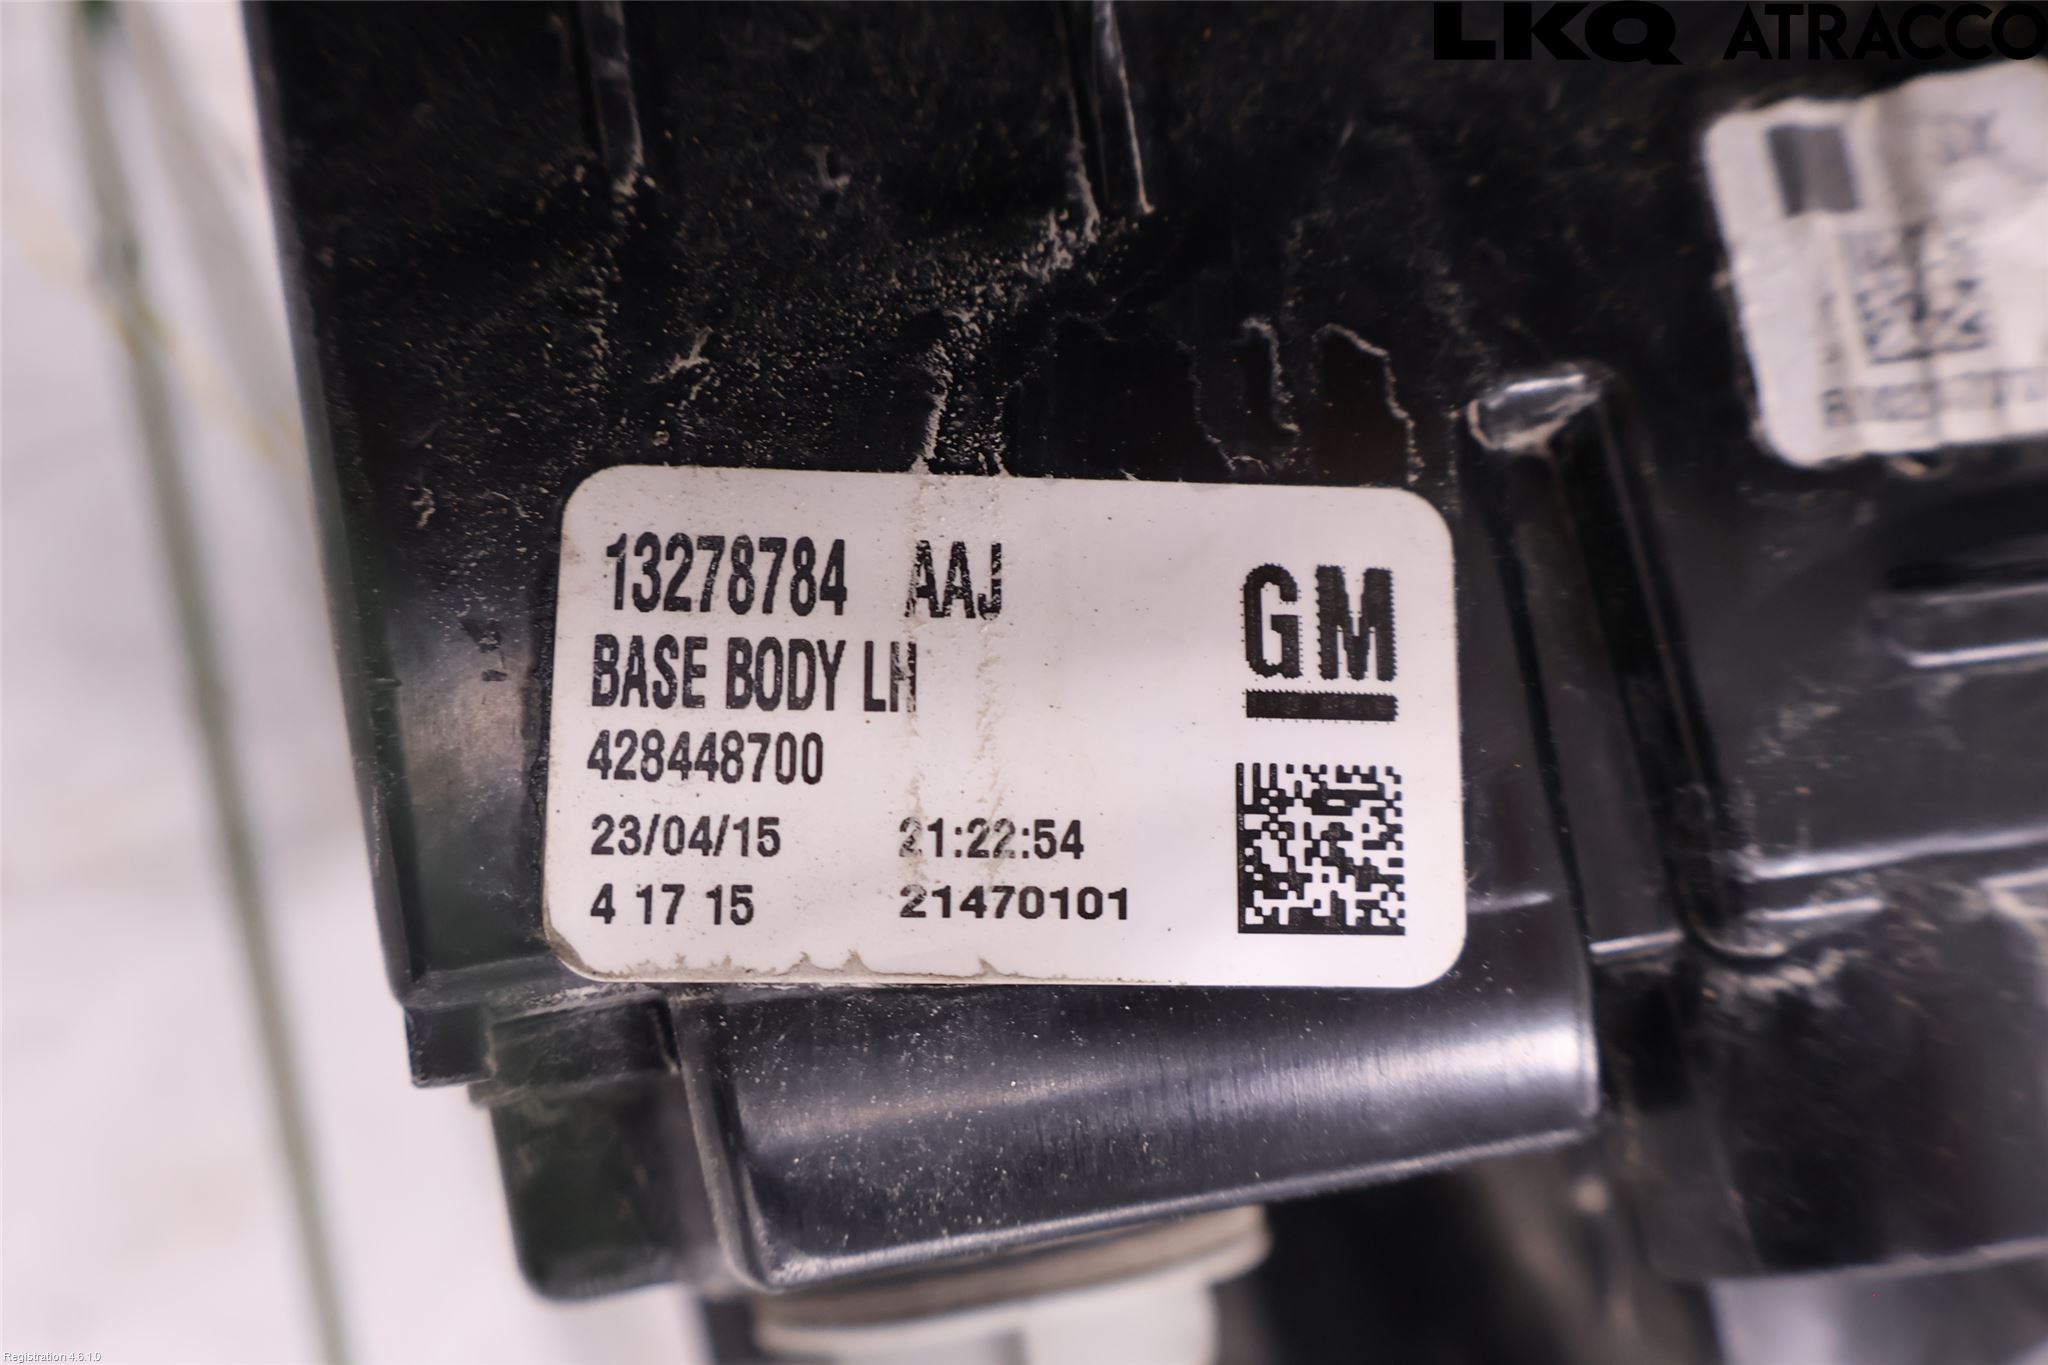 LKQ ATRACCO
13278784 AAJ
BASE BODY LH
428448700
23/04/15 21:22:54
4 17 15 21470101
GM
Registration 4.6.1.0